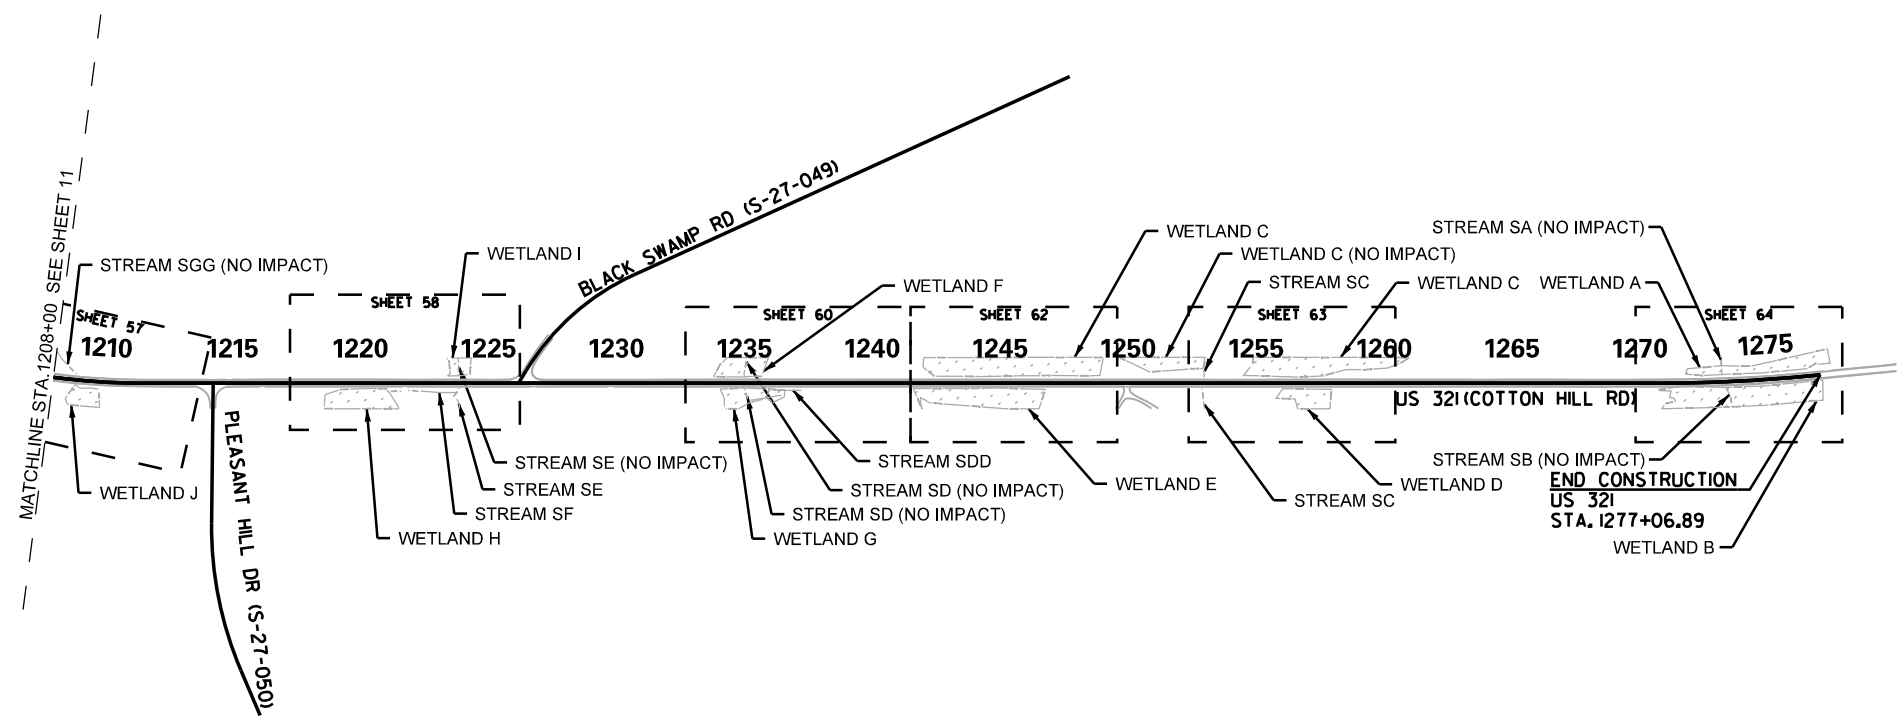 MATCHLINE STA. 1208+00 SEE SHEET 11
STREAM SGG (NO IMPACT)
SHEET 57
WETLAND J
PLEASANT HILL DR (S-27-050)
SHEET 58
WETLAND I
BLACK SWAMP RD (S-27-049)
STREAM SE (NO IMPACT)
STREAM SE
STREAM SF
WETLAND H
SHEET 60
WETLAND F
STREAM SDD
STREAM SD (NO IMPACT)
STREAM SD (NO IMPACT)
WETLAND G
SHEET 62
WETLAND C
WETLAND C (NO IMPACT)
STREAM SC
WETLAND E
SHEET 63
WETLAND C
WETLAND D
STREAM SC
STREAM SA (NO IMPACT)
WETLAND A
SHEET 64
1210
1215
1220
1225
1230
1235
1240
1245
1250
1255
1260
1265
1270
1275
US 321 (COTTON HILL RD)
STREAM SB (NO IMPACT)
END CONSTRUCTION
US 321
STA. 1277+06.89
WETLAND B